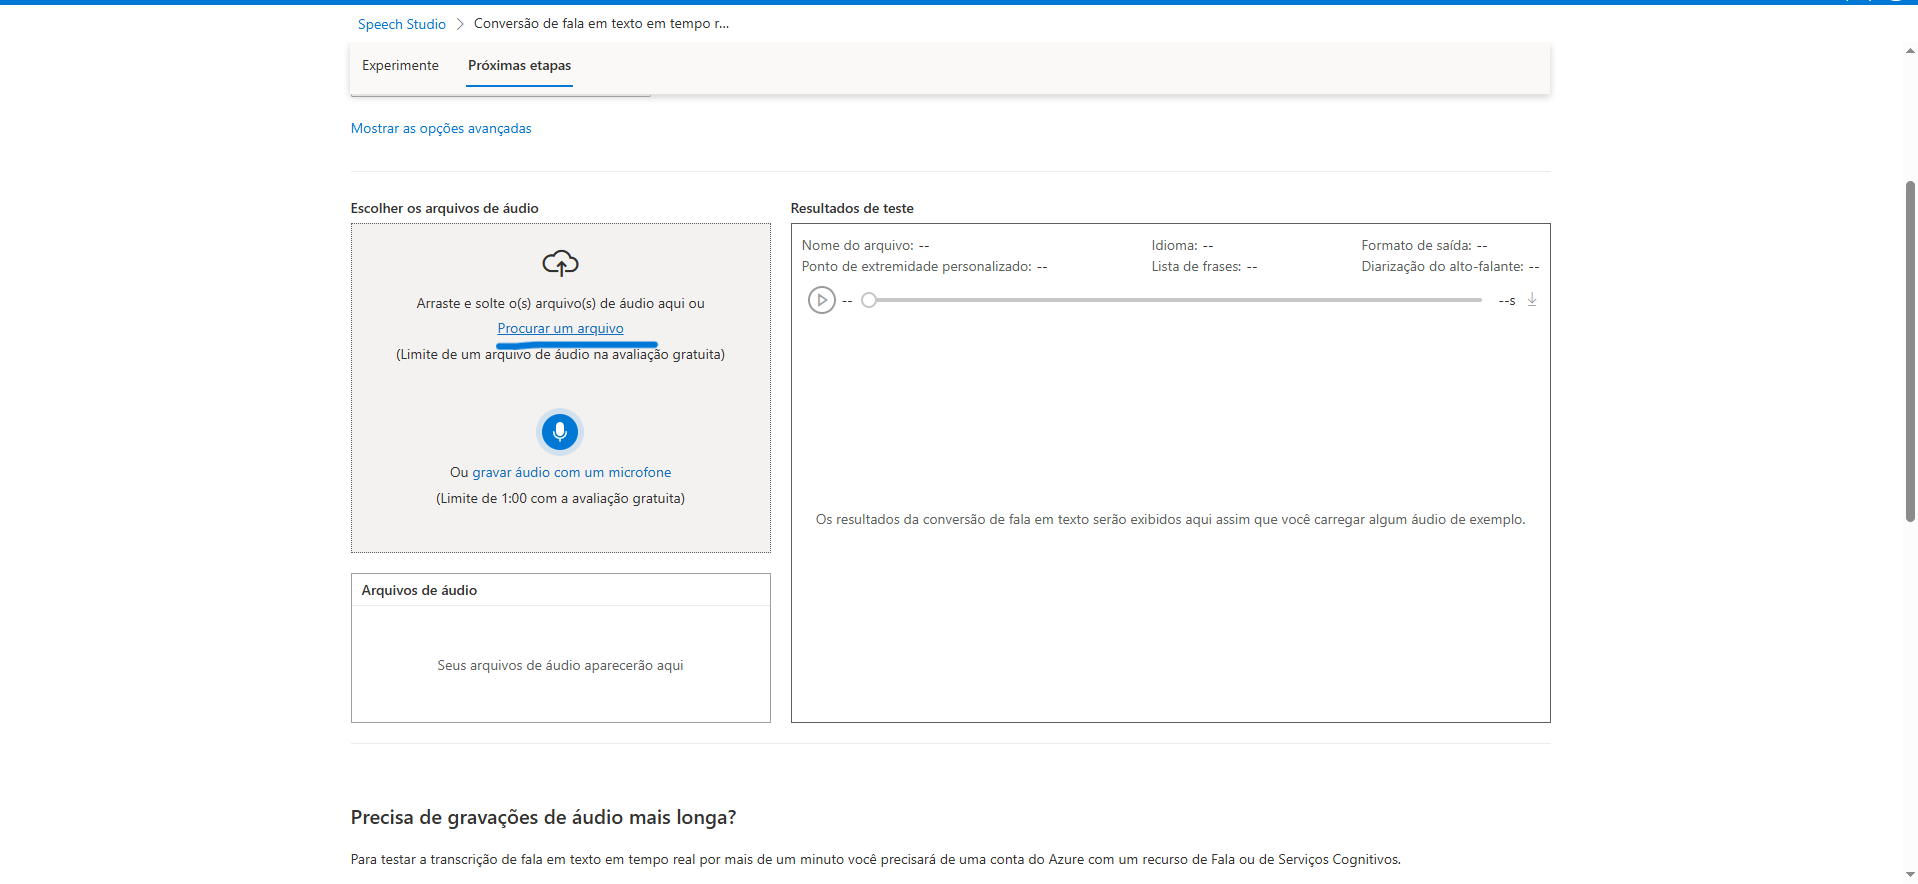 Speech Studio > Conversão de fala em texto em tempo r...
Experimente Próximas etapas
Mostrar as opções avançadas
Escolher os arquivos de áudio
Arraste e solte o(s) arquivo(s) de áudio aqui ou
Procurar um arquivo
(Limite de um arquivo de áudio na avaliação gratuita)
Ou gravar áudio com um microfone
(Limite de 1:00 com a avaliação gratuita)
Arquivos de áudio
Seus arquivos de áudio aparecerão aqui
Resultados de teste
Nome do arquivo: -- Idioma: -- Formato de saída: --
Ponto de extremidade personalizado: -- Lista de frases: -- Diarização do alto-falante: --
-- --s
Os resultados da conversão de fala em texto serão exibidos aqui assim que você carregar algum áudio de exemplo.
Precisa de gravações de áudio mais longa?
Para testar a transcrição de fala em texto em tempo real por mais de um minuto você precisará de uma conta do Azure com um recurso de Fala ou de Serviços Cognitivos.